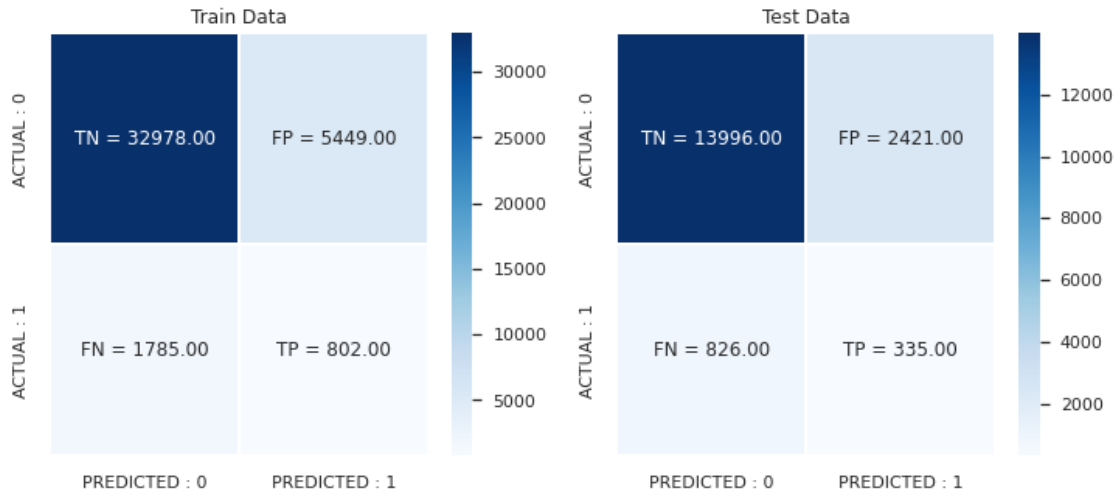 Train Data
ACTUAL : 0
ACTUAL : 1
TN = 32978.00
FP = 5449.00
FN = 1785.00
TP = 802.00
PREDICTED : 0
PREDICTED : 1
30000
25000
20000
15000
10000
5000
Test Data
ACTUAL : 0
ACTUAL : 1
TN = 13996.00
FP = 2421.00
FN = 826.00
TP = 335.00
PREDICTED : 0
PREDICTED : 1
12000
10000
8000
6000
4000
2000